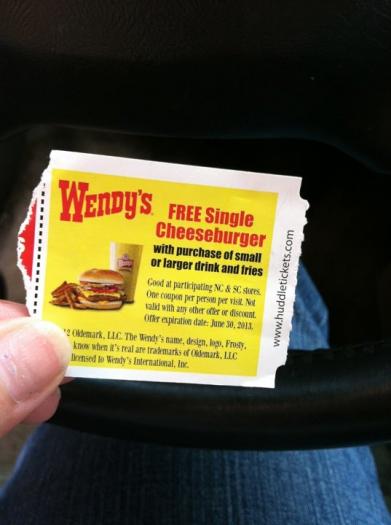 Wendy's
FREE Single
Cheeseburger
with purchase of small
or larger drink and fries
Good at participating NC & SC stores.
One coupon per person per visit. Not
valid with any other offer or discount.
Offer expiration date: June 30, 2013.
2 Oldemark, LLC. The Wendy's name, design, logo, Frosty,
know when it's real are trademarks of Oldemark, LLC
licensed to Wendy's International, Inc.
www.huddletickets.com